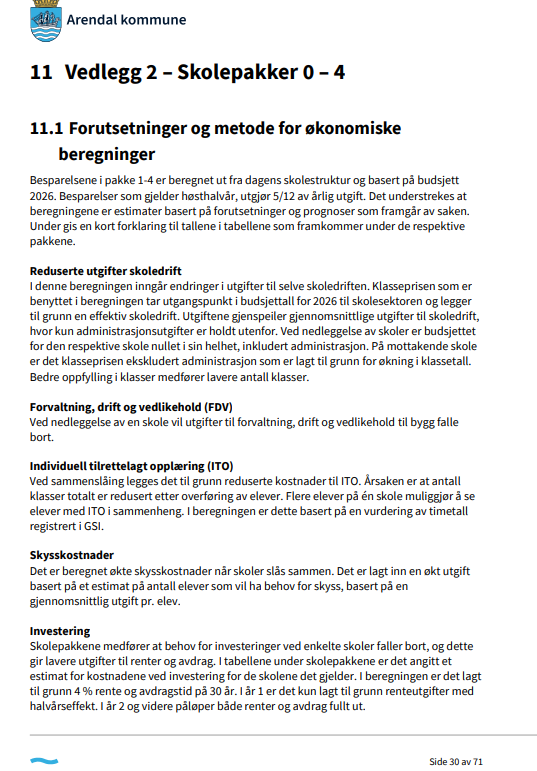 Arendal kommune
11 Vedlegg 2 – Skolepakker 0 – 4
11.1 Forutsetninger og metode for økonomiske
beregninger
Besparelsene i pakke 1-4 er beregnet ut fra dagens skolestruktur og basert på budsjett
2026. Besparelser som gjelder høsthalvår, utgjør 5/12 av årlig utgift. Det understrekes at
beregningene er estimater basert på forutsetninger og prognoser som framgår av saken.
Under gis en kort forklaring til tallene i tabellene som framkommer under de respektive
pakkene.
Reduserte utgifter skoledrift
I denne beregningen inngår endringer i utgifter til selve skoledriften. Klasseprisen som er
benyttet i beregningen tar utgangspunkt i budsjettall for 2026 til skolesektoren og legger
til grunn en effektiv skoledrift. Utgiftene gjenspeiler gjennomsnittlige utgifter til skoledrift,
hvor kun administrasjonsutgifter er holdt utenfor. Ved nedleggelse av skoler er budsjettet
for den respektive skole nullet i sin helhet, inkludert administrasjon. På mottakende skole
er det klasseprisen ekskludert administrasjon som er lagt til grunn for økning i klassetall.
Bedre oppfylling i klasser medfører lavere antall klasser.
Forvaltning, drift og vedlikehold (FDV)
Ved nedleggelse av en skole vil utgifter til forvaltning, drift og vedlikehold til bygg falle
bort.
Individuell tilrettelagt opplæring (ITO)
Ved sammenslåing legges det til grunn reduserte kostnader til ITO. Årsaken er at antall
klasser totalt er redusert etter overføring av elever. Flere elever på én skole muliggjør å se
elever med ITO i sammenheng. I beregningen er dette basert på en vurdering av timetall
registrert i GSI.
Skysskostnader
Det er beregnet økte skysskostnader når skoler slås sammen. Det er lagt inn en økt utgift
basert på et estimat på antall elever som vil ha behov for skyss, basert på en
gjennomsnittlig utgift pr. elev.
Investering
Skolepakkene medfører at behov for investeringer ved enkelte skoler faller bort, og dette
gir lavere utgifter til renter og avdrag. I tabellene under skolepakkene er det angitt et
estimat for kostnadene ved investering for de skolene det gjelder. I beregningen er det lagt
til grunn 4 % rente og avdragstid på 30 år. I år 1 er det kun lagt til grunn renteutgifter med
halvårseffekt. I år 2 og videre påløper både renter og avdrag fullt ut.
Side 30 av 71